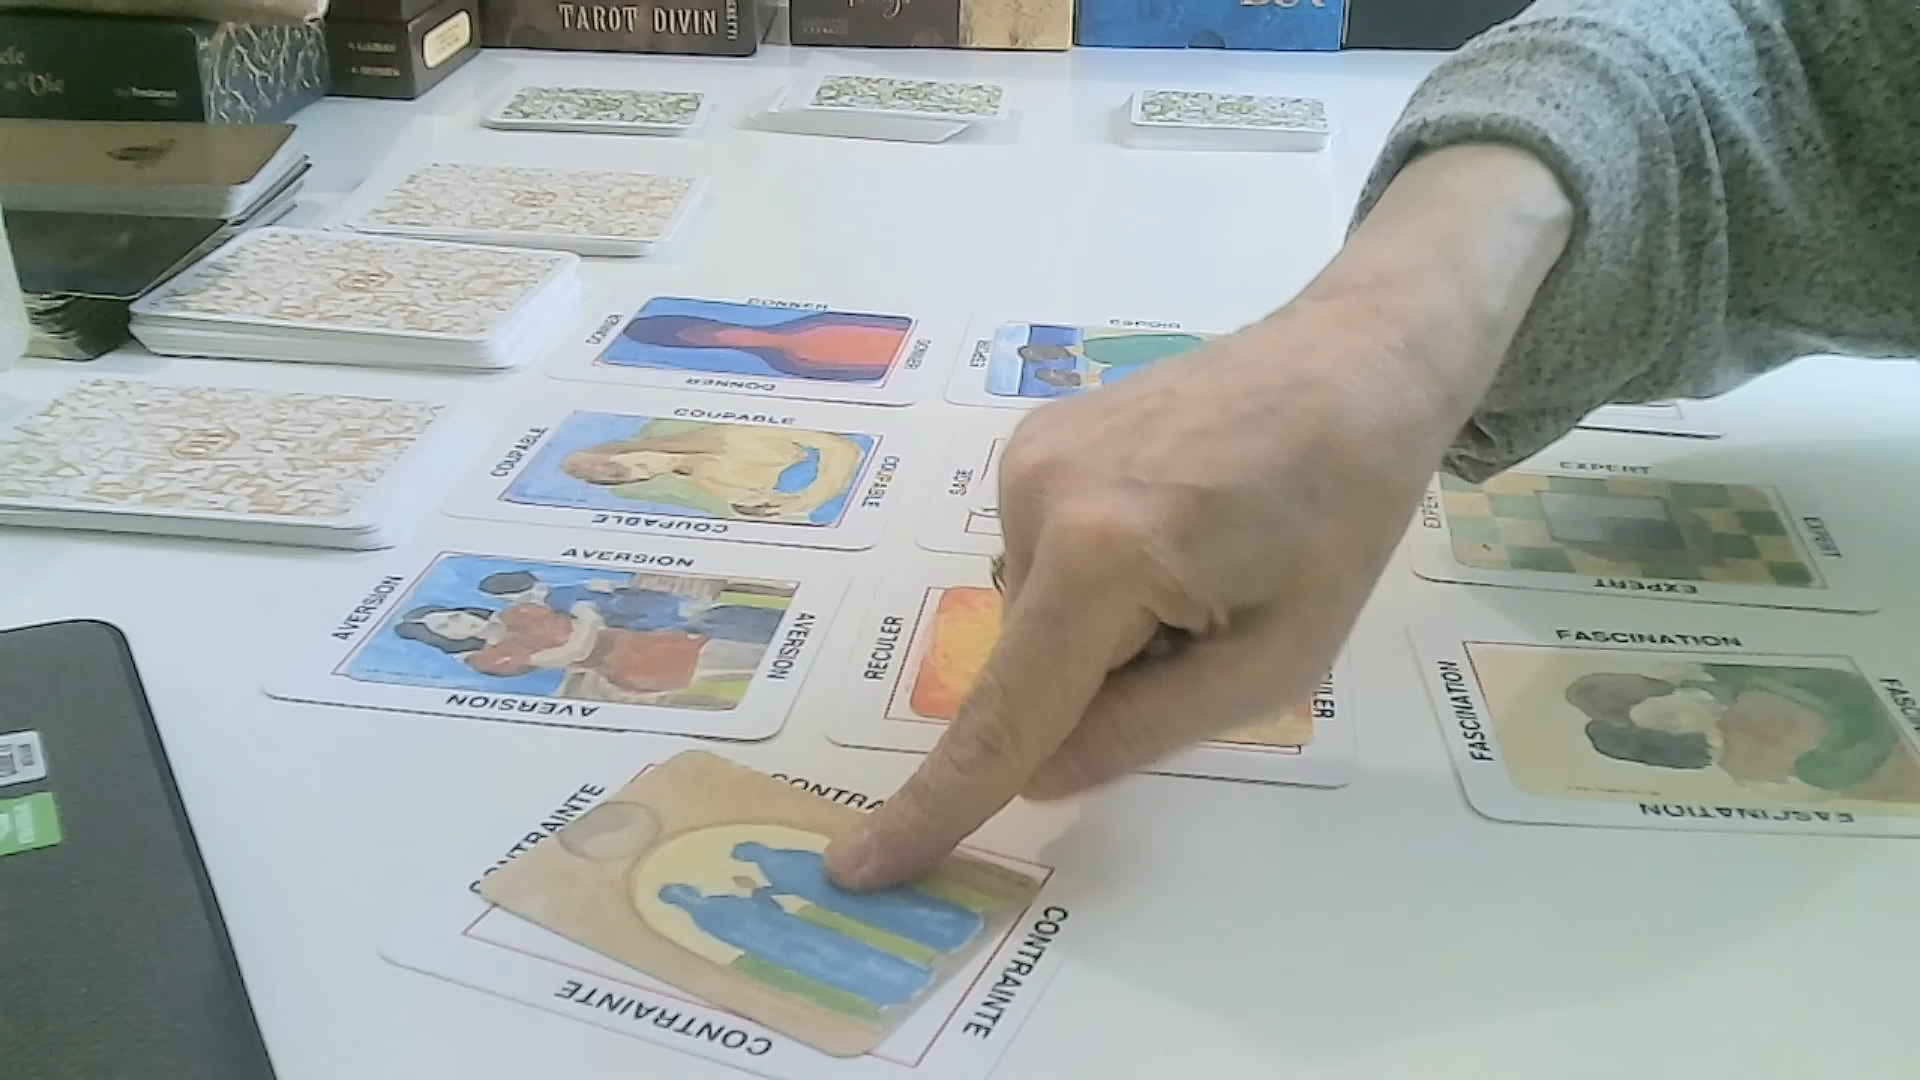 TAROT DIVIN
DONNER
DONNER
DONNER
DONNER
ESPOIR
ESPOIR
COUPABLE
COUPABLE
COUPABLE
COUPABLE
SAGE
EXPERT
EXPERT
EXPERT
EXPERT
AVERSION
AVERSION
AVERSION
AVERSION
RECULER
FASCINATION
FASCINATION
FASCINATION
CONTRAINTE
CONTRA
CONTRAINTE
CONTRAINTE